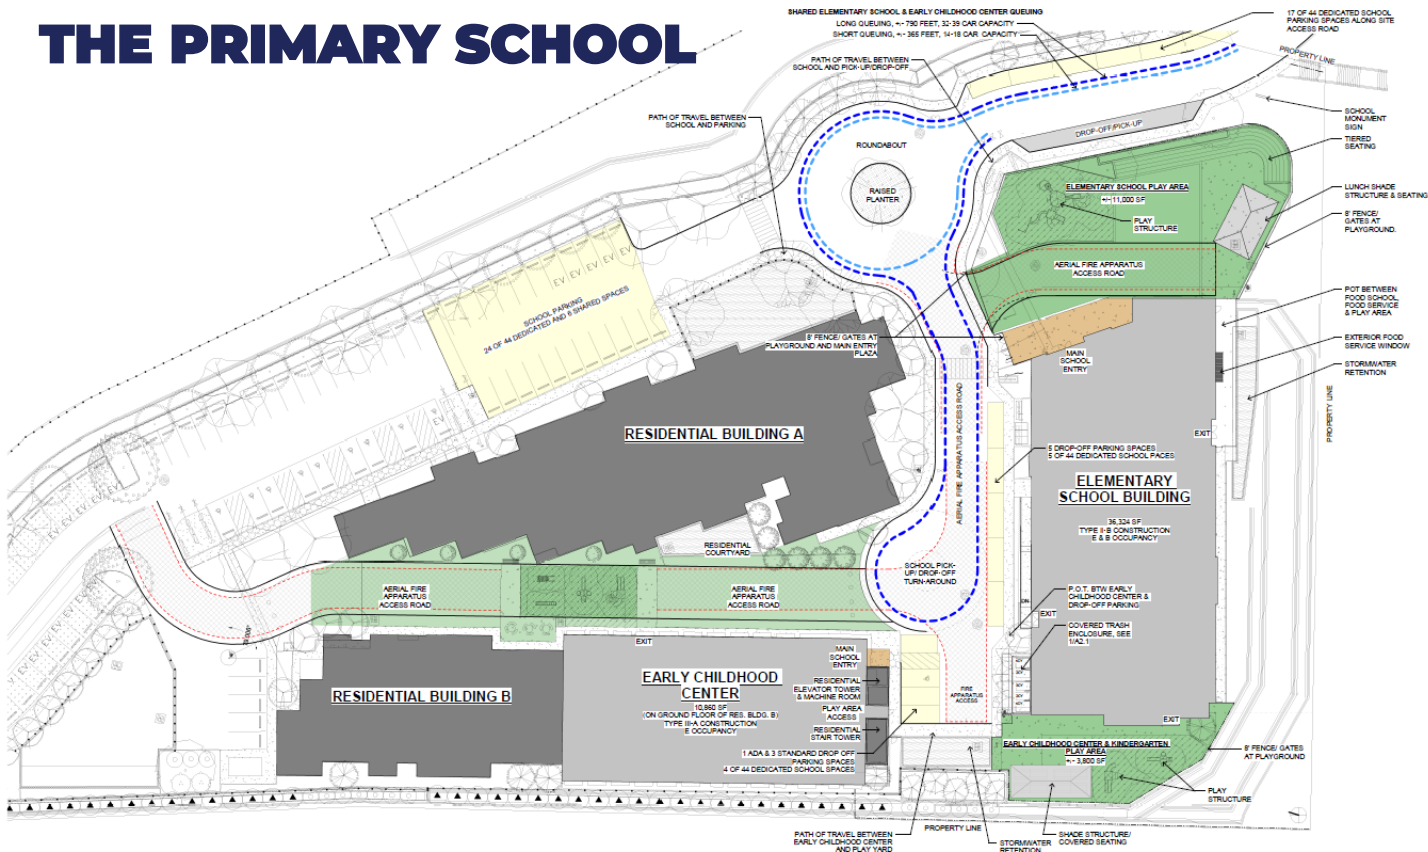 THE PRIMARY SCHOOL
SHARED ELEMENTARY SCHOOL & EARLY CHILDHOOD CENTER QUEUING
LONG QUEUING, +- 790 FEET, 32-39 CAR CAPACITY
SHORT QUEUING, +- 365 FEET, 14-18 CAR CAPACITY
17 OF 44 DEDICATED SCHOOL
PARKING SPACES ALONG SITE
ACCESS ROAD
PROPERTY LINE
PATH OF TRAVEL BETWEEN
SCHOOL AND PICK-UP/DROP-OFF
PATH OF TRAVEL BETWEEN
SCHOOL AND PARKING
SCHOOL
MONUMENT
SIGN
TIERED
SEATING
DROP-OFF/PICK-UP
ROUNDABOUT
RAISED
PLANTER
ELEMENTARY SCHOOL PLAY AREA
+/- 11,000 SF
PLAY
STRUCTURE
LUNCH SHADE
STRUCTURE & SEATING
8' FENCE/
GATES AT
PLAYGROUND.
AERIAL FIRE APPARATUS
ACCESS ROAD
EV EV EV EV EV
SCHOOL PARKING
24 OF 44 DEDICATED AND 6 SHARED SPACES
POT BETWEEN
FOOD SCHOOL,
FOOD SERVICE
& PLAY AREA
8' FENCE/ GATES AT
PLAYGROUND AND MAIN ENTRY
PLAZA
MAIN
SCHOOL
ENTRY
EXTERIOR FOOD
SERVICE WINDOW
STORMWATER
RETENTION
PROPERTY LINE
AERIAL FIRE APPARATUS ACCESS ROAD
EV
RESIDENTIAL BUILDING A
EXIT
5 DROP-OFF PARKING SPACES
5 OF 44 DEDICATED SCHOOL PACES
ELEMENTARY
SCHOOL BUILDING
36,324 SF
TYPE II-B CONSTRUCTION
E & B OCCUPANCY
RESIDENTIAL
COURTYARD
SCHOOL PICK-
UP/ DROP-OFF
TURN-AROUND
AERIAL FIRE
APPARATUS
ACCESS ROAD
AERIAL FIRE
APPARATUS
ACCESS ROAD
P.O.T. BTW EARLY
CHILDHOOD CENTER &
DROP-OFF PARKING
EXIT
COVERED TRASH
ENCLOSURE, SEE
1/A2.1
EXIT
MAIN
SCHOOL
ENTRY
RESIDENTIAL BUILDING B
EARLY CHILDHOOD
CENTER
10,860 SF
(ON GROUND FLOOR OF RES. BLDG. B)
TYPE III-A CONSTRUCTION
E OCCUPANCY
RESIDENTIAL
ELEVATOR TOWER
& MACHINE ROOM
PLAY AREA
ACCESS
RESIDENTIAL
STAIR TOWER
FIRE
APPARATUS
ACCESS
EXIT
1 ADA & 3 STANDARD DROP OFF
PARKING SPACES
4 OF 44 DEDICATED SCHOOL SPACES
EARLY CHILDHOOD CENTER & KINDERGARTEN
PLAY AREA
+/- 3,800 SF
8' FENCE/ GATES
AT PLAYGROUND
PLAY
STRUCTURE
PATH OF TRAVEL BETWEEN
EARLY CHILDHOOD CENTER
AND PLAY YARD
PROPERTY LINE
STORMWATER
RETENTION
SHADE STRUCTURE/
COVERED SEATING